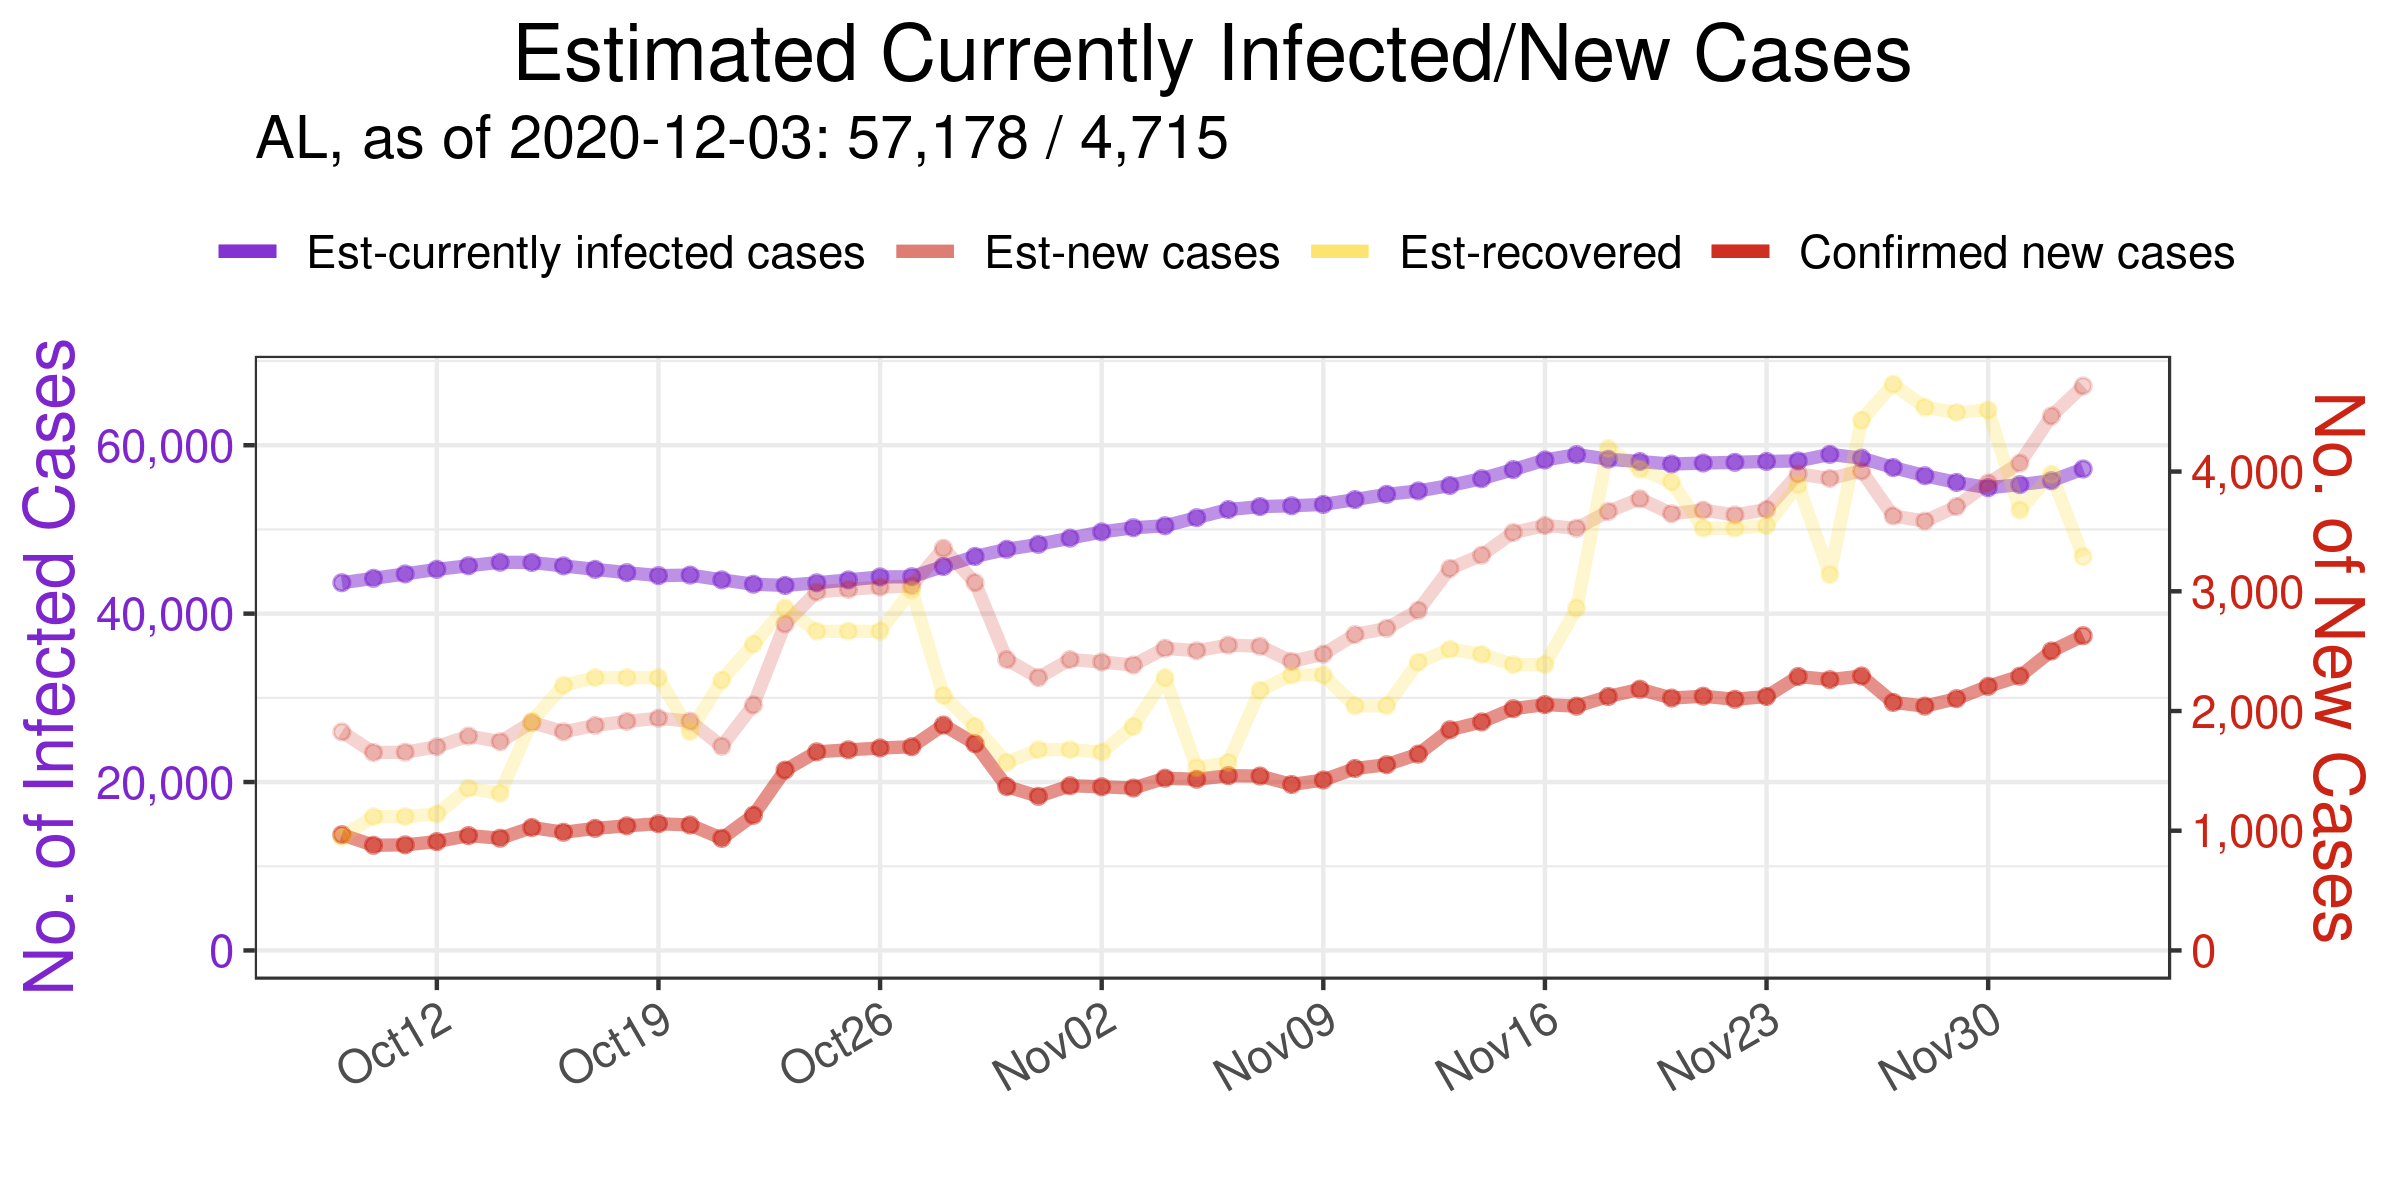 Estimated Currently Infected/New Cases
AL, as of 2020-12-03: 57,178 / 4,715
Est-currently infected cases
Est-new cases
Est-recovered
Confirmed new cases
No. of Infected Cases
60,000
40,000
20,000
0
4,000
3,000
2,000
1,000
0
No. of New Cases
Oct12
Oct19
Oct26
Nov02
Nov09
Nov16
Nov23
Nov30